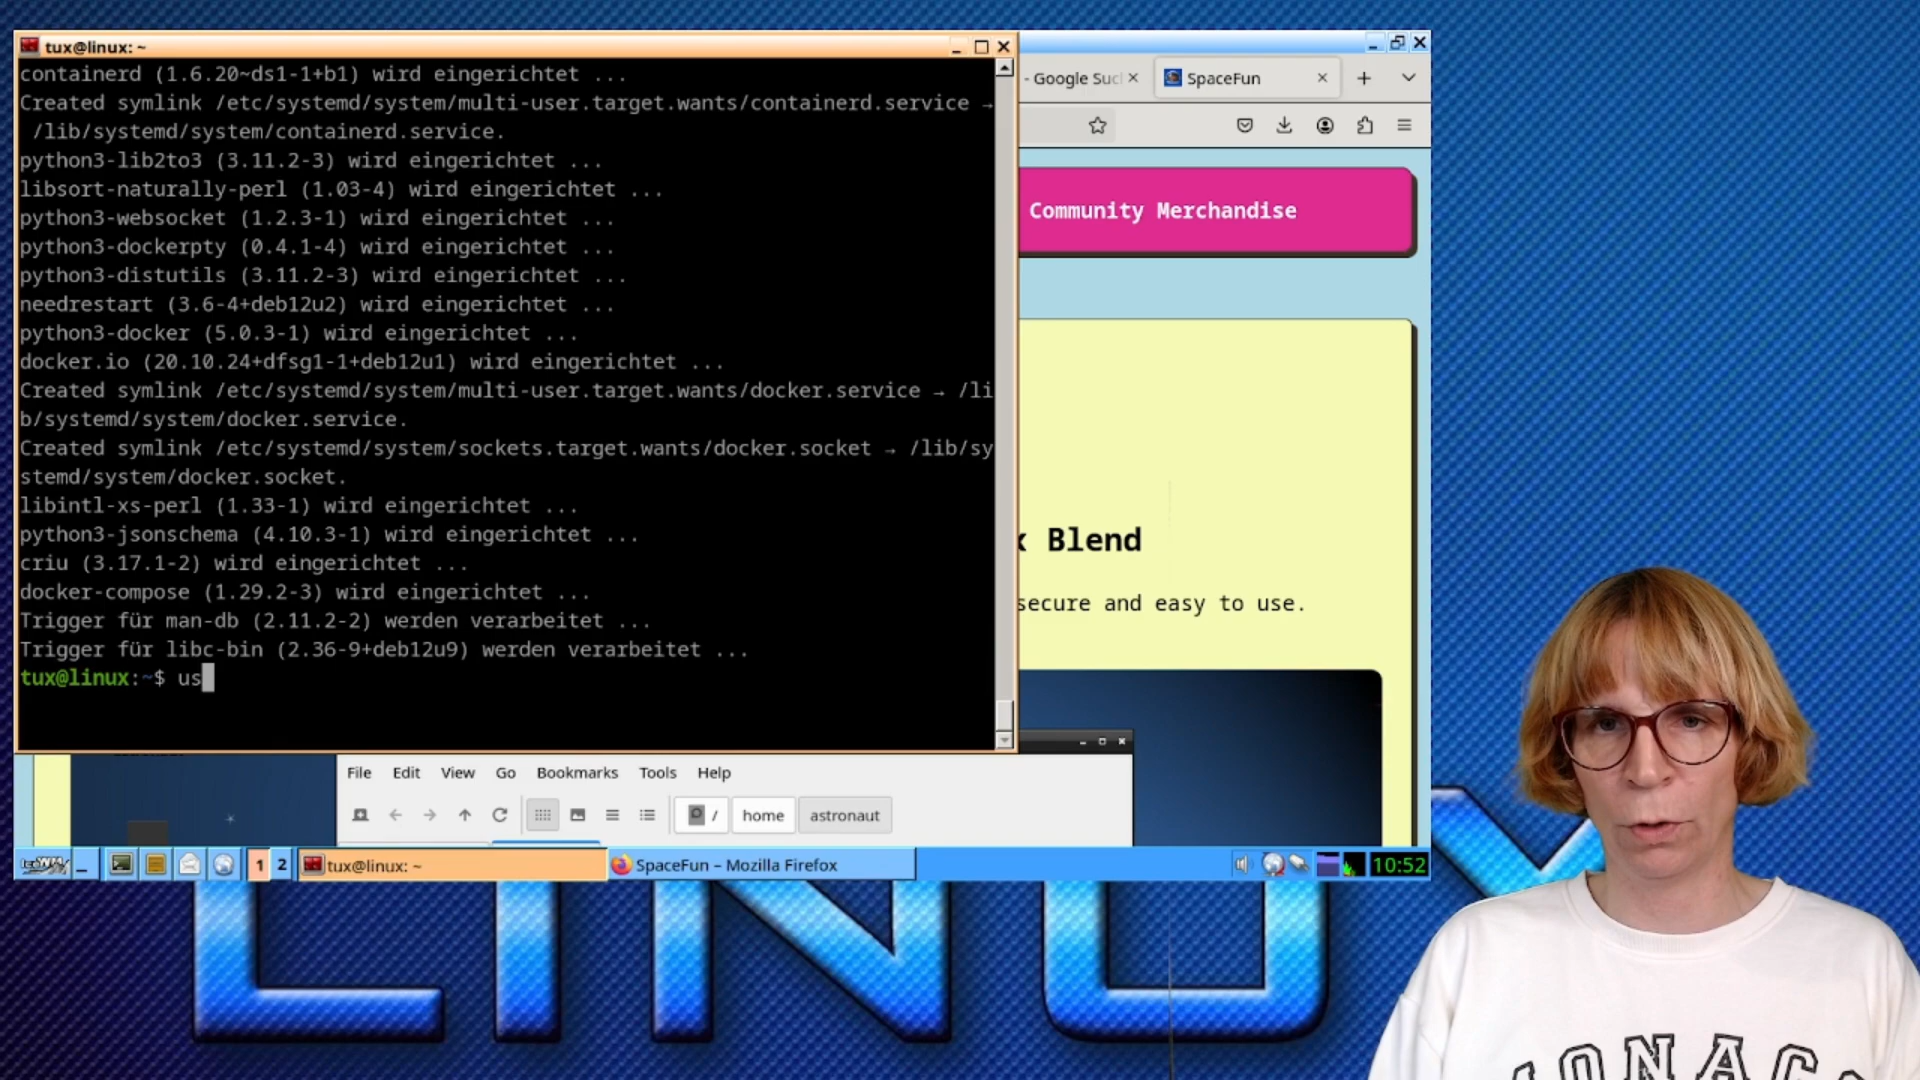 tux@linux: ~
containerd (1.6.20~ds1-1+b1) wird eingerichtet ...
Created symlink /etc/systemd/system/multi-user.target.wants/containerd.service →
/lib/systemd/system/containerd.service.
python3-lib2to3 (3.11.2-3) wird eingerichtet ...
libsort-naturally-perl (1.03-4) wird eingerichtet ...
python3-websocket (1.2.3-1) wird eingerichtet ...
python3-dockerpty (0.4.1-4) wird eingerichtet ...
python3-distutils (3.11.2-3) wird eingerichtet ...
needrestart (3.6-4+deb12u2) wird eingerichtet ...
python3-docker (5.0.3-1) wird eingerichtet ...
docker.io (20.10.24+dfsg1-1+deb12u1) wird eingerichtet ...
Created symlink /etc/systemd/system/multi-user.target.wants/docker.service → /li
b/systemd/system/docker.service.
Created symlink /etc/systemd/system/sockets.target.wants/docker.socket → /lib/sy
stemd/system/docker.socket.
libintl-xs-perl (1.33-1) wird eingerichtet ...
python3-jsonschema (4.10.3-1) wird eingerichtet ...
criu (3.17.1-2) wird eingerichtet ...
docker-compose (1.29.2-3) wird eingerichtet ...
Trigger für man-db (2.11.2-2) werden verarbeitet ...
Trigger für libc-bin (2.36-9+deb12u9) werden verarbeitet ...
tux@linux:~$ us
- Google Suc
SpaceFun
Community Merchandise
x Blend
secure and easy to use.
File Edit View Go Bookmarks Tools Help
/ home astronaut
IceWM 1 2 tux@linux: ~ SpaceFun – Mozilla Firefox 10:52
LINUX